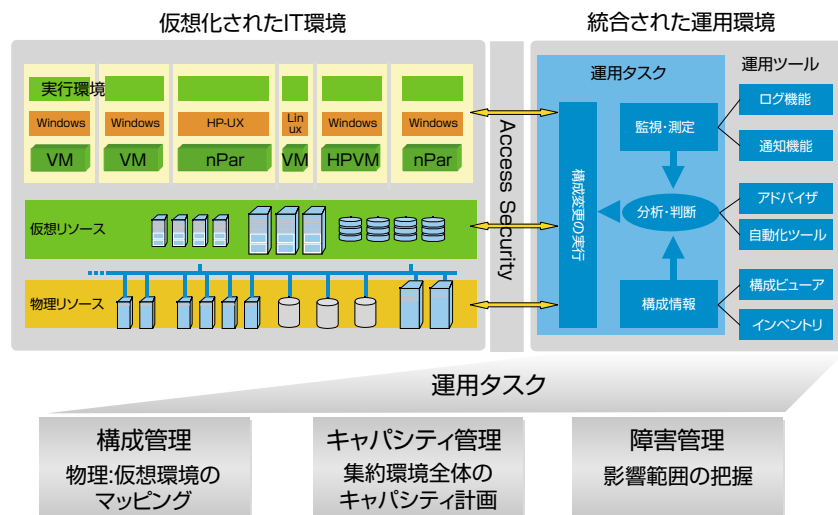 仮想化されたIT環境
統合された運用環境
実行環境
Windows
Windows
HP-UX
Lin
ux
Windows
Windows
VM
VM
nPar
VM
HPVM
nPar
仮想リソース
物理リソース
Access Security
運用タスク
運用ツール
構成変更の実行
監視・測定
分析・判断
構成情報
ログ機能
通知機能
アドバイザ
自動化ツール
構成ビューア
インベントリ
運用タスク
構成管理
物理:仮想環境の
マッピング
キャパシティ管理
集約環境全体の
キャパシティ計画
障害管理
影響範囲の把握